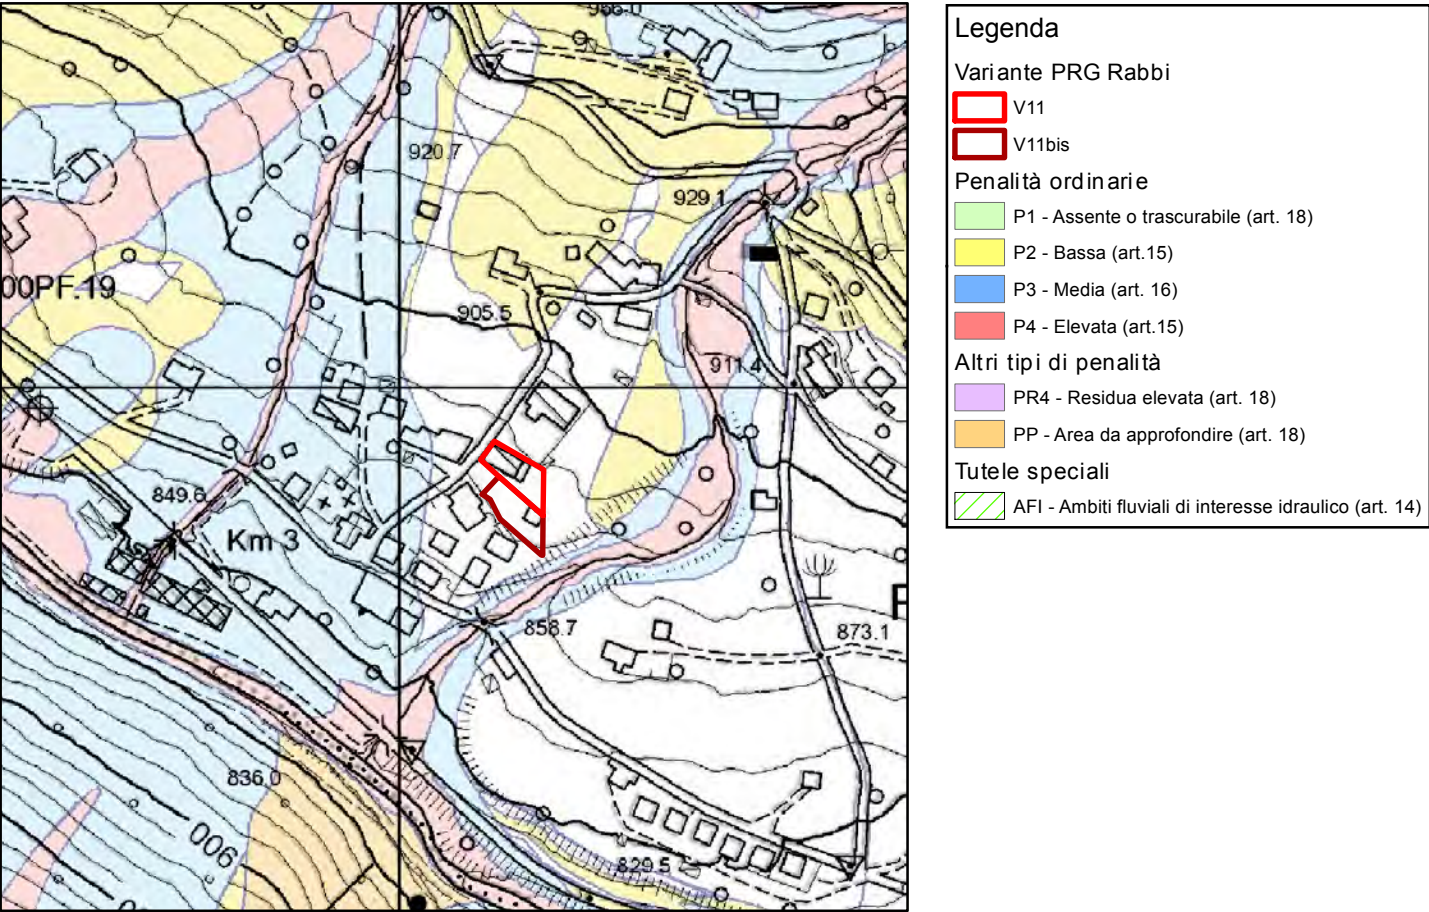 956.0
920.7
929.1
00PF.19
905.5
911.4
849.6
Km 3
858.7
873.1
836.0
006
829.5
Legenda
Variante PRG Rabbi
V11
V11bis
Penalità ordinarie
P1 - Assente o trascurabile (art. 18)
P2 - Bassa (art.15)
P3 - Media (art. 16)
P4 - Elevata (art.15)
Altri tipi di penalità
PR4 - Residua elevata (art. 18)
PP - Area da approfondire (art. 18)
Tutele speciali
AFI - Ambiti fluviali di interesse idraulico (art. 14)